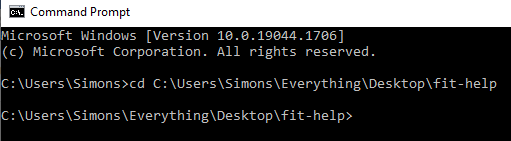 Command Prompt
Microsoft Windows [Version 10.0.19044.1706]
(c) Microsoft Corporation. All rights reserved.
C:\Users\Simons>cd C:\Users\Simons\Everything\Desktop\fit-help
C:\Users\Simons\Everything\Desktop\fit-help>